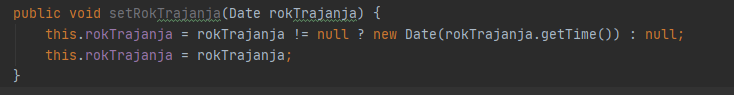 public void setRokTrajanja(Date rokTrajanja) {
    this.rokTrajanja = rokTrajanja != null ? new Date(rokTrajanja.getTime()) : null;
    this.rokTrajanja = rokTrajanja;
}